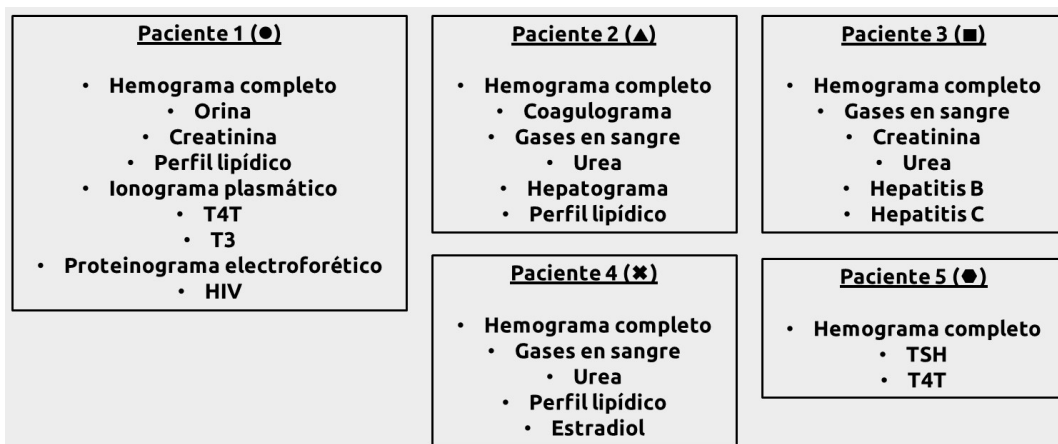 Paciente 1 (●)
• Hemograma completo
• Orina
• Creatinina
• Perfil lipídico
• Ionograma plasmático
• T4T
• T3
• Proteinograma electroforético
• HIV
Paciente 2 (▲)
• Hemograma completo
• Coagulograma
• Gases en sangre
• Urea
• Hepatograma
• Perfil lipídico
Paciente 3 (■)
• Hemograma completo
• Gases en sangre
• Creatinina
• Urea
• Hepatitis B
• Hepatitis C
Paciente 4 (✖)
• Hemograma completo
• Gases en sangre
• Urea
• Perfil lipídico
• Estradiol
Paciente 5 (⬣)
• Hemograma completo
• TSH
• T4T